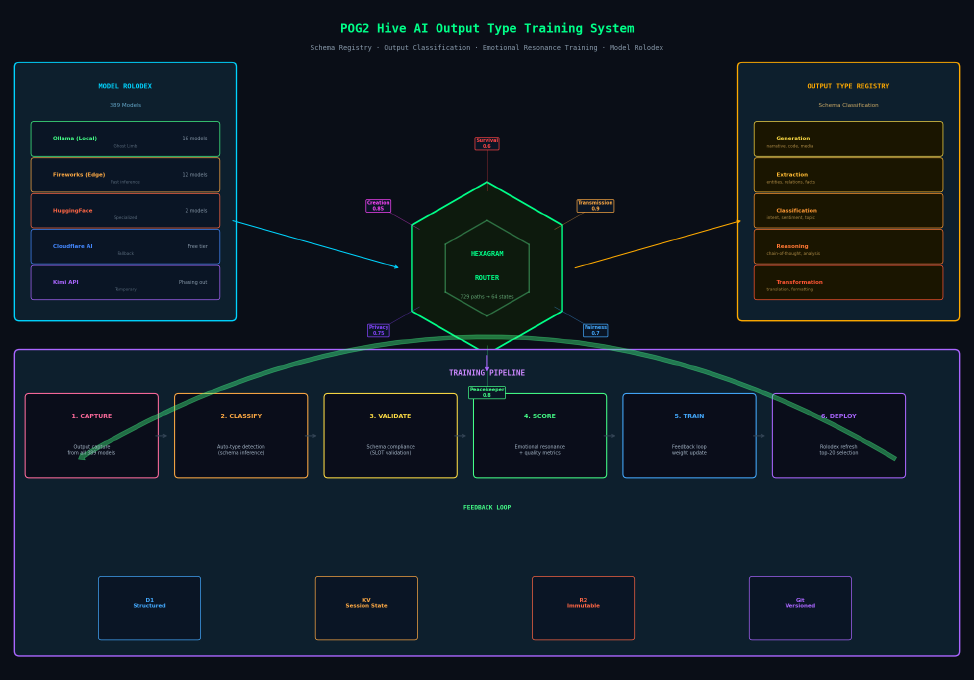 POG2 Hive AI Output Type Training System
Schema Registry · Output Classification · Emotional Resonance Training · Model Rolodex
MODEL ROLODEX
389 Models
Ollama (Local)
16 models
Ghost Limb
Fireworks (Edge)
12 models
Fast inference
HuggingFace
2 models
Specialized
Cloudflare AI
Free tier
Fallback
Kimi API
Phasing out
Temporary
Survival
0.6
Creation
0.85
Transmission
0.9
HEXAGRAM
ROUTER
729 paths → 64 states
Privacy
0.75
Fairness
0.7
Peacekeeper
0.8
OUTPUT TYPE REGISTRY
Schema Classification
Generation
narrative, code, media
Extraction
entities, relations, facts
Classification
intent, sentiment, topic
Reasoning
chain-of-thought, analysis
Transformation
translation, formatting
TRAINING PIPELINE
1. CAPTURE
Output capture
from all 389 models
2. CLASSIFY
Auto-type detection
(schema inference)
3. VALIDATE
Schema compliance
(SLOT validation)
4. SCORE
Emotional resonance
+ quality metrics
5. TRAIN
Feedback loop
weight update
6. DEPLOY
Rolodex refresh
top-20 selection
FEEDBACK LOOP
D1
Structured
KV
Session State
R2
Immutable
Git
Versioned